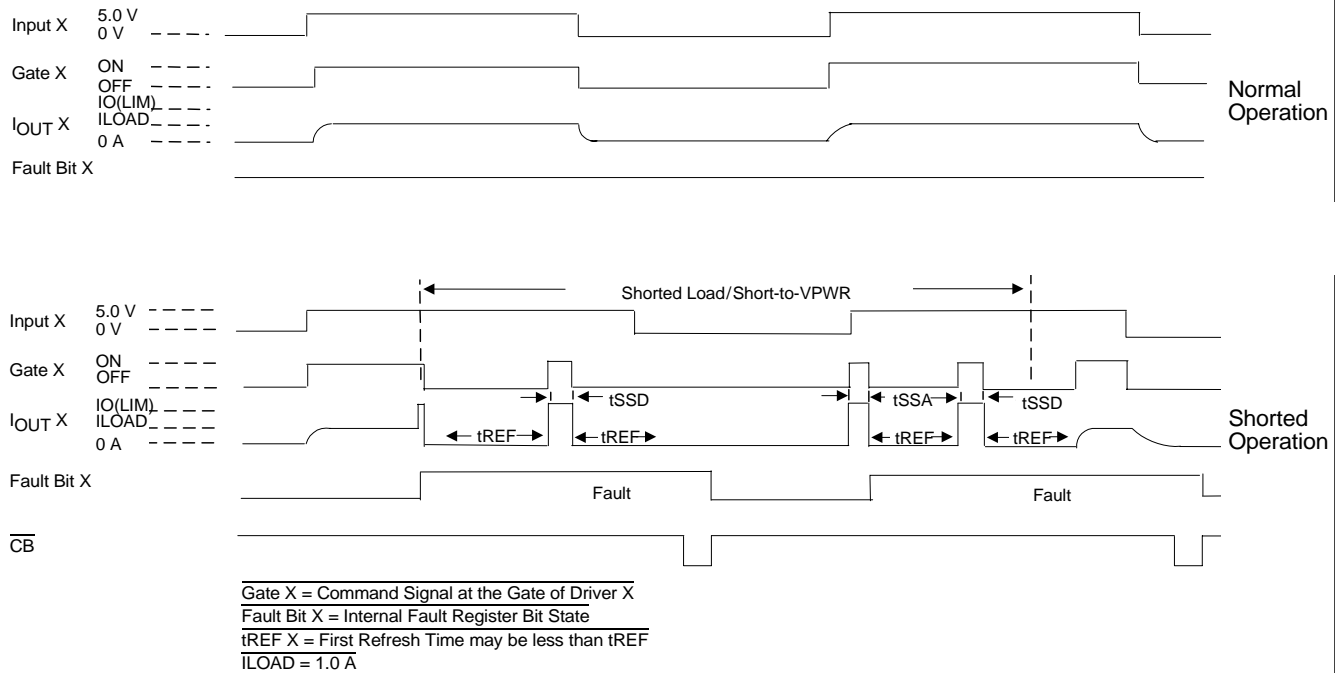 Input X 5.0 V
0 V
Gate X ON
OFF
IO(LIM)
IOUT X ILOAD
0 A
Fault Bit X
Normal
Operation
Shorted Load/Short-to-VPWR
Input X 5.0 V
0 V
Gate X ON
OFF
tSSD tSSA tSSD
IO(LIM)
IOUT X ILOAD
0 A
tREF tREF tREF tREF
Shorted
Operation
Fault Bit X Fault Fault
CB
Gate X = Command Signal at the Gate of Driver X
Fault Bit X = Internal Fault Register Bit State
tREF X = First Refresh Time may be less than tREF
ILOAD = 1.0 A